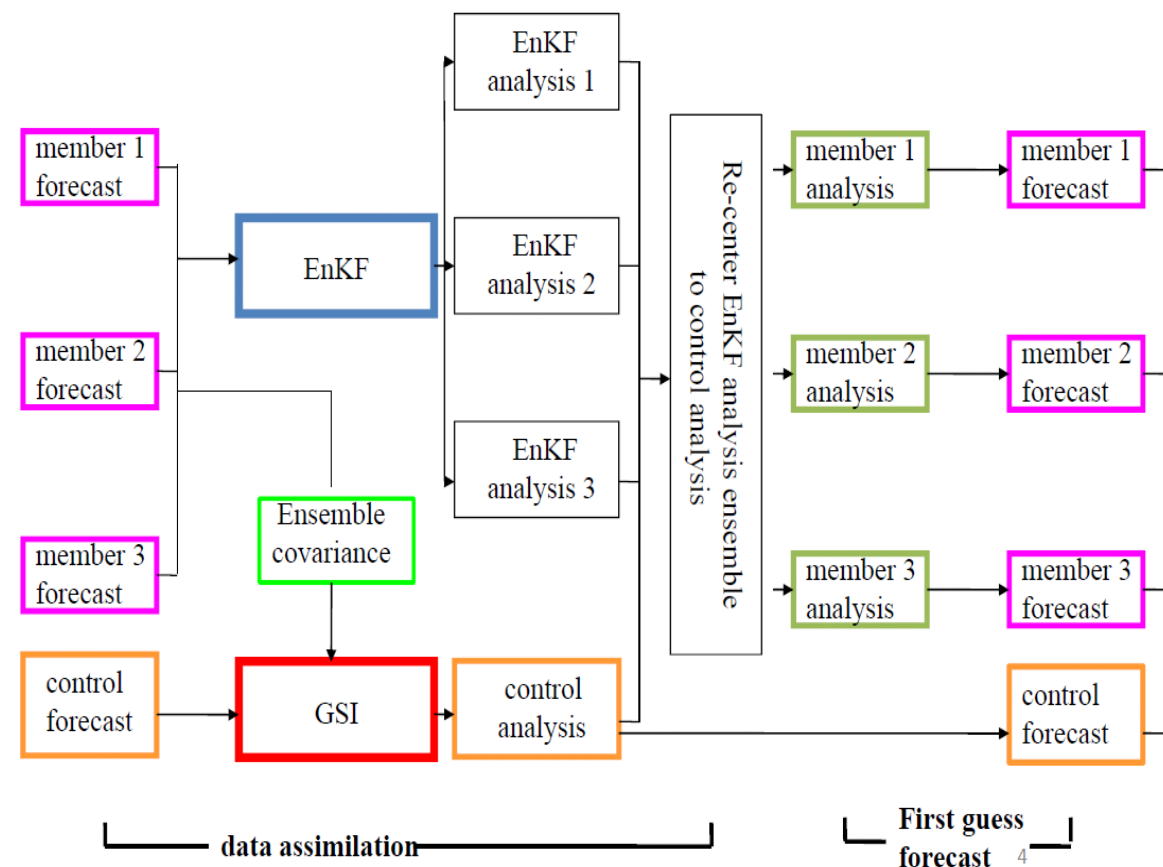 EnKF
analysis 1
member 1
forecast
EnKF
EnKF
analysis 2
member 2
forecast
EnKF
analysis 3
Ensemble
covariance
member 3
forecast
control
forecast
GSI
control
analysis
Re-center EnKF analysis ensemble
to control analysis
member 1
analysis
member 1
forecast
member 2
analysis
member 2
forecast
member 3
analysis
member 3
forecast
control
forecast
data assimilation
First guess
forecast 4